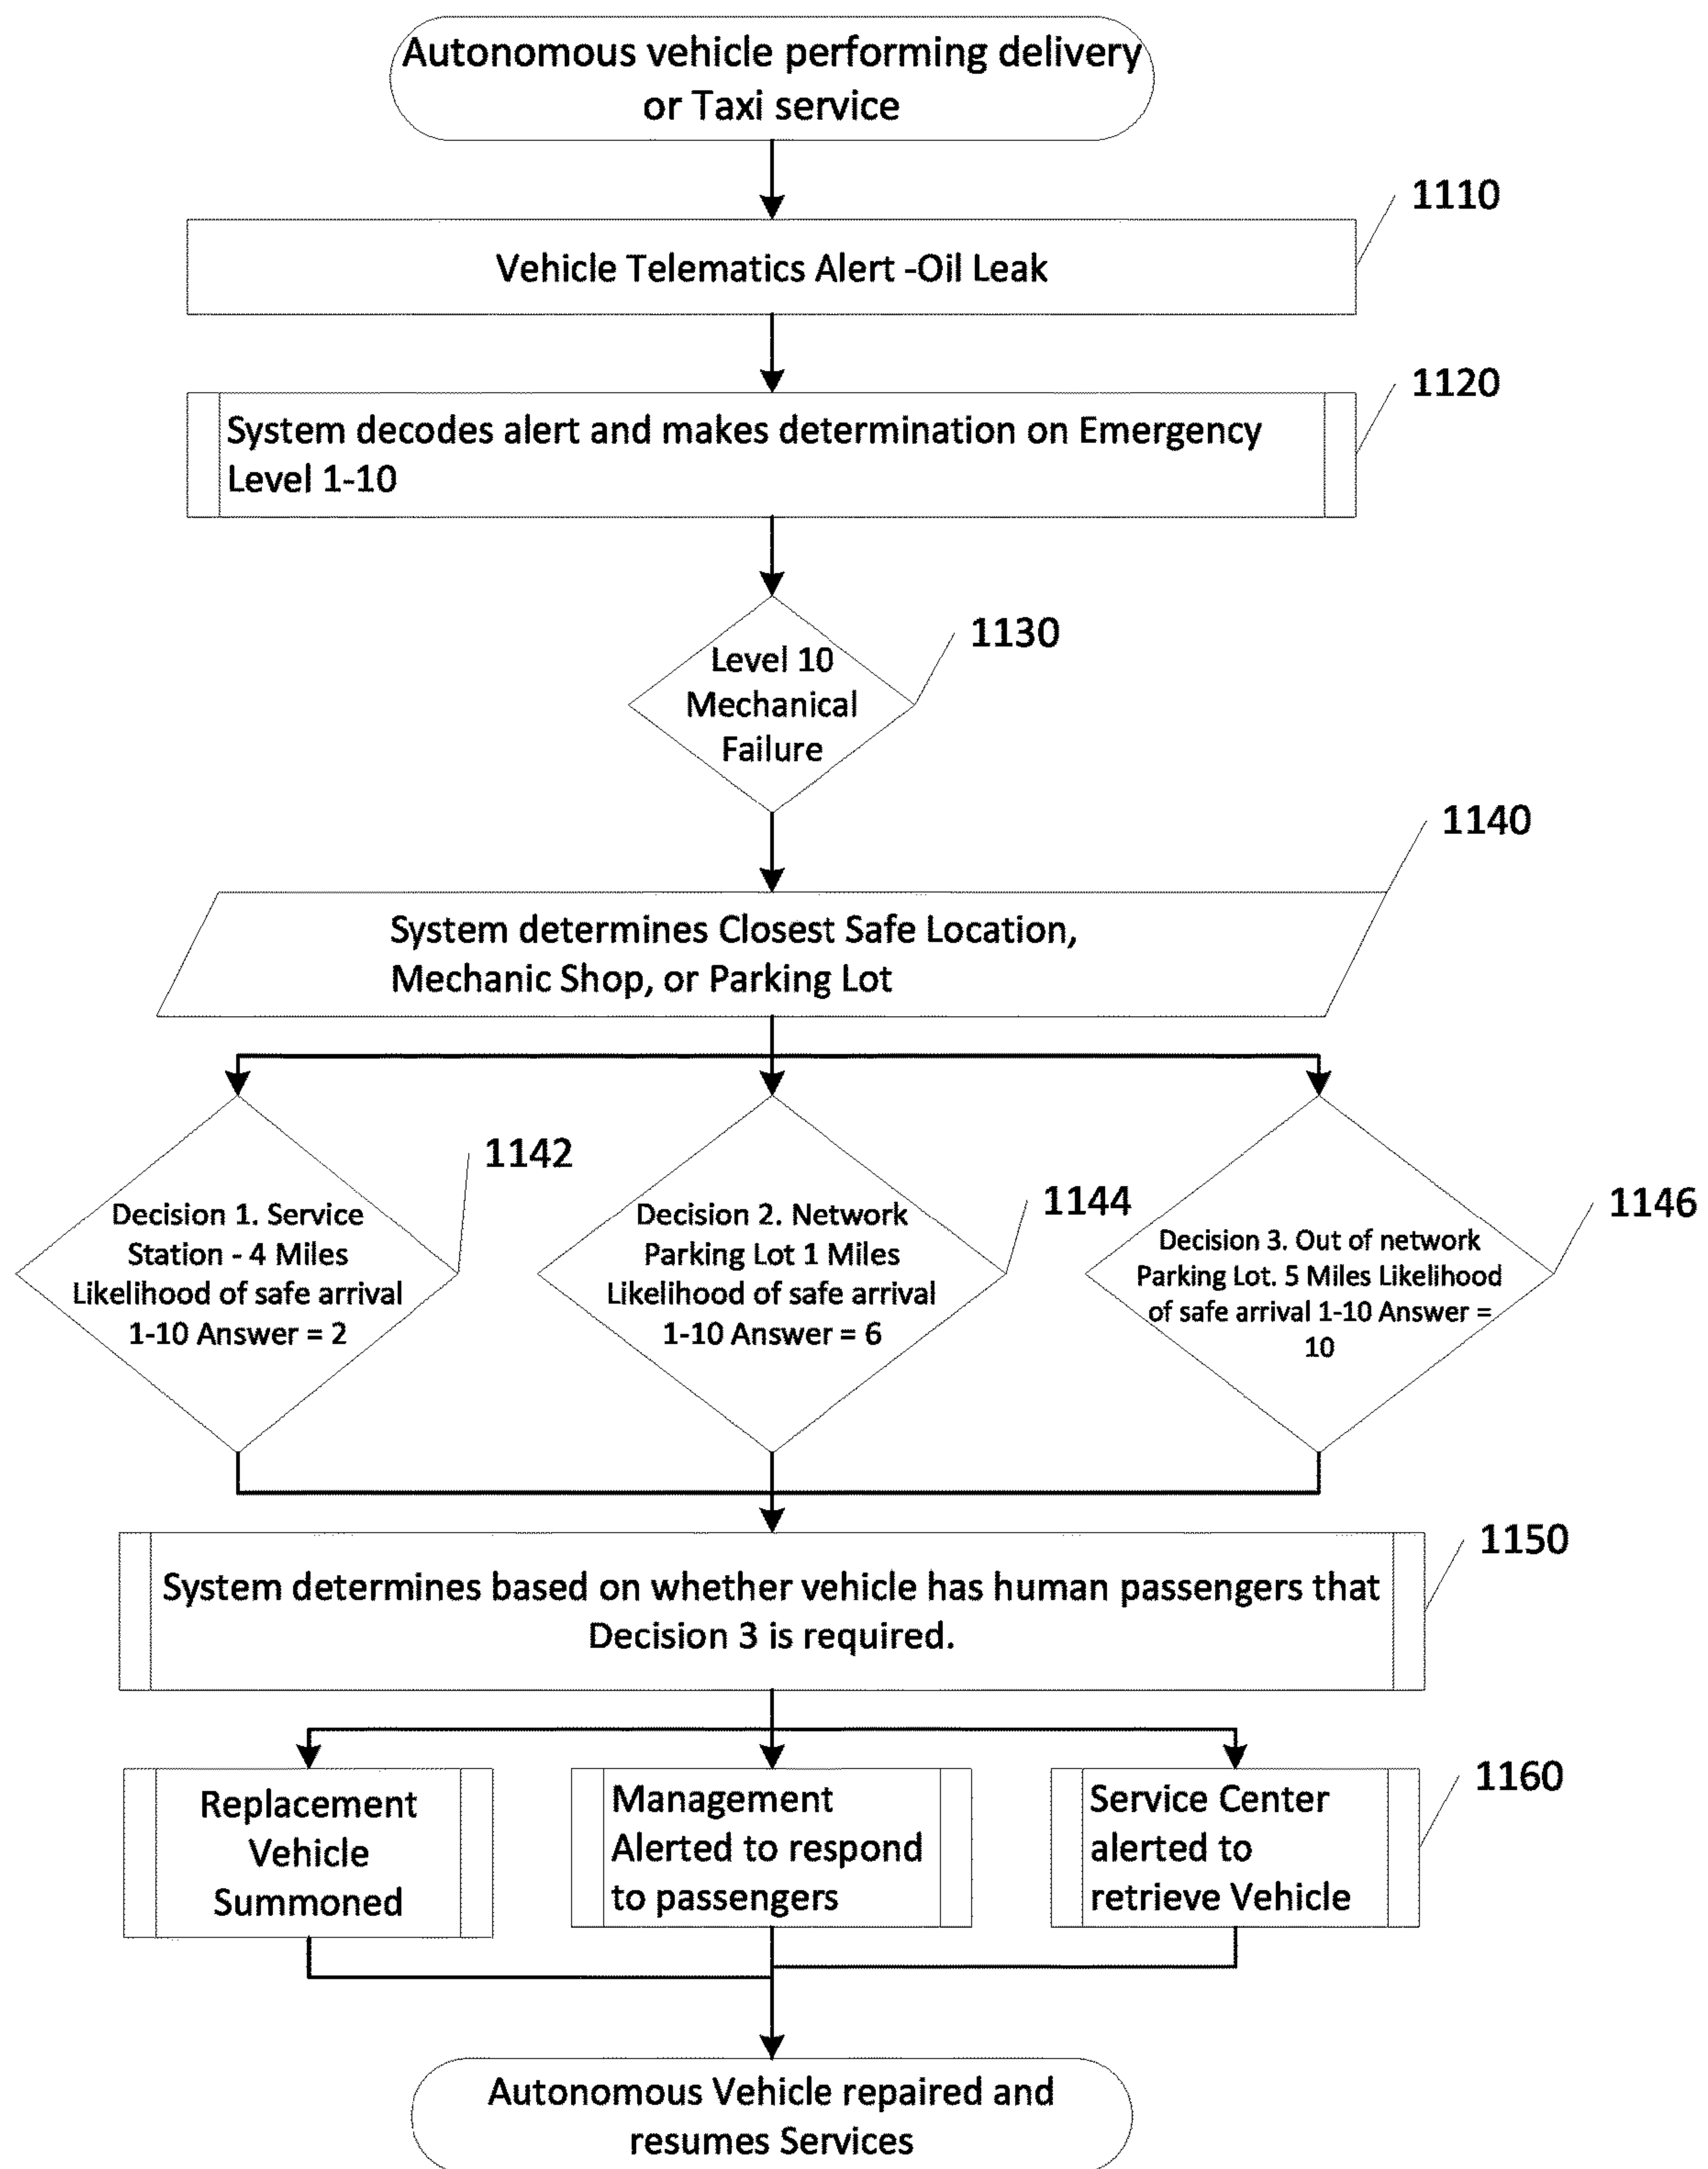 Autonomous vehicle performing delivery
or Taxi service
1110
Vehicle Telematics Alert -Oil Leak
1120
System decodes alert and makes determination on Emergency
Level 1-10
1130
Level 10
Mechanical
Failure
1140
System determines Closest Safe Location,
Mechanic Shop, or Parking Lot
1142
Decision 1. Service
Station - 4 Miles
Likelihood of safe arrival
1-10 Answer = 2
1144
Decision 2. Network
Parking Lot 1 Miles
Likelihood of safe arrival
1-10 Answer = 6
1146
Decision 3. Out of network
Parking Lot. 5 Miles Likelihood
of safe arrival 1-10 Answer =
10
1150
System determines based on whether vehicle has human passengers that
Decision 3 is required.
Replacement
Vehicle
Summoned
Management
Alerted to respond
to passengers
1160
Service Center
alerted to
retrieve Vehicle
Autonomous Vehicle repaired and
resumes Services